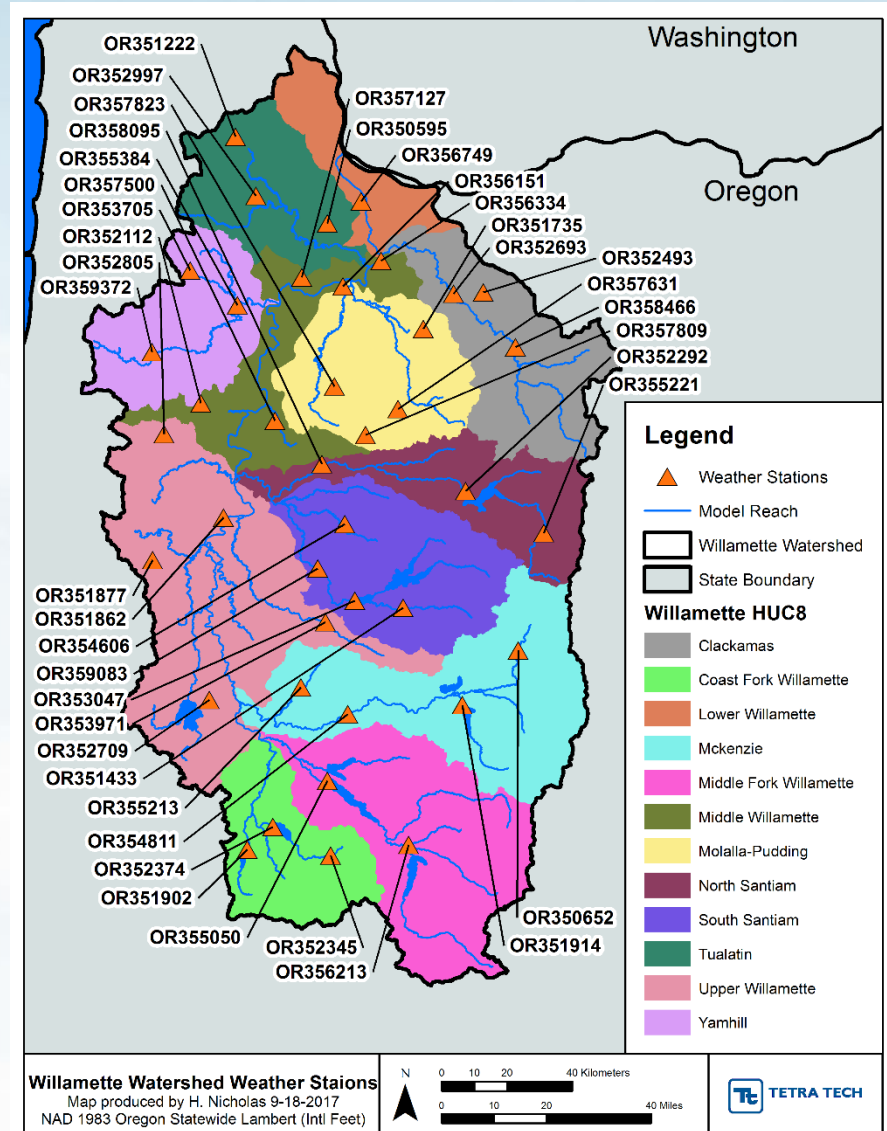 Washington
Oregon
OR351222
OR352997
OR357823
OR358095
OR355384
OR357500
OR353705
OR352112
OR352805
OR359372
OR357127
OR350595
OR356749
OR356151
OR356334
OR351735
OR352693
OR352493
OR357631
OR358466
OR357809
OR352292
OR355221
OR351877
OR351862
OR354606
OR359083
OR353047
OR353971
OR352709
OR351433
OR355213
OR354811
OR352374
OR351902
OR355050
OR352345
OR356213
OR350652
OR351914
Legend
Weather Stations
Model Reach
Willamette Watershed
State Boundary
Willamette HUC8
Clackamas
Coast Fork Willamette
Lower Willamette
Mckenzie
Middle Fork Willamette
Middle Willamette
Molalla-Pudding
North Santiam
South Santiam
Tualatin
Upper Willamette
Yamhill
Willamette Watershed Weather Staions
Map produced by H. Nicholas 9-18-2017
NAD 1983 Oregon Statewide Lambert (Intl Feet)
N
0 10 20 40 Kilometers
0 10 20 40 Miles
Tt TETRA TECH